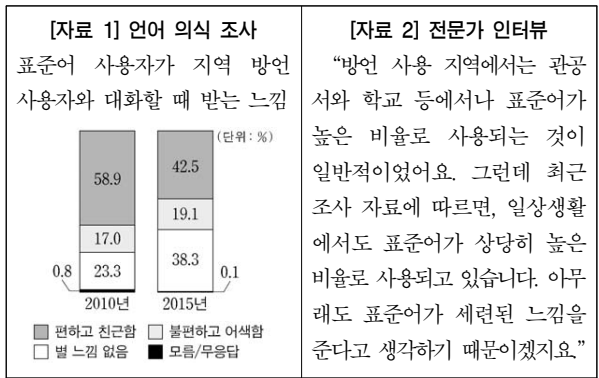 [자료 1] 언어 의식 조사
표준어 사용자가 지역 방언
사용자와 대화할 때 받는 느낌
(단위 : %)
58.9
42.5
17.0
19.1
0.8
23.3
38.3
0.1
2010년
2015년
편하고 친근함
불편하고 어색함
별 느낌 없음
모름/무응답
[자료 2] 전문가 인터뷰
“방언 사용 지역에서는 관공
서와 학교 등에서나 표준어가
높은 비율로 사용되는 것이
일반적이었어요. 그런데 최근
조사 자료에 따르면, 일상생활
에서도 표준어가 상당히 높은
비율로 사용되고 있습니다. 아무
래도 표준어가 세련된 느낌을
준다고 생각하기 때문이겠지요.”